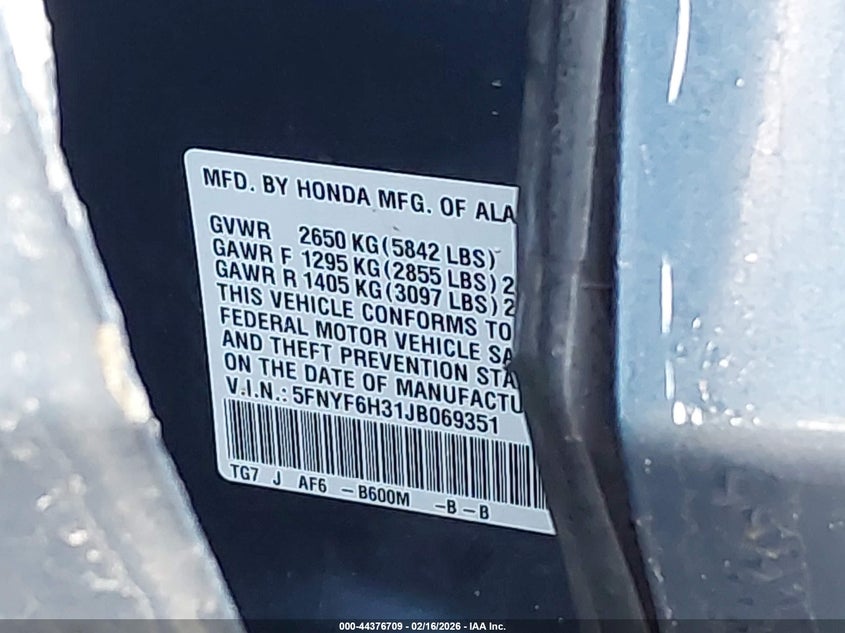 MFD. BY HONDA MFG. OF ALA
GVWR 2650 KG(5842 LBS)
GAWR F 1295 KG(2855 LBS) 2
GAWR R 1405 KG(3097 LBS) 2
THIS VEHICLE CONFORMS TO
FEDERAL MOTOR VEHICLE SA
AND THEFT PREVENTION STA
ON THE DATE OF MANUFACTU
V.I.N.: 5FNYF6H31JB069351
TG7 J AF6 -B600M -B-B
000-44376709 - 02/16/2026 - IAA Inc.